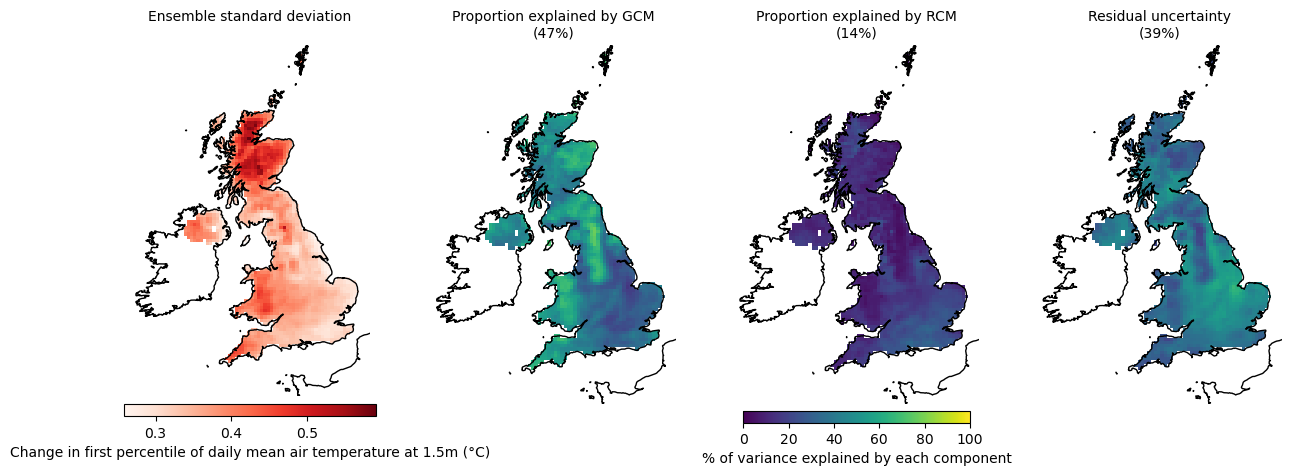 Ensemble standard deviation
Proportion explained by GCM
(47%)
Proportion explained by RCM
(14%)
Residual uncertainty
(39%)
0.3 0.4 0.5
Change in first percentile of daily mean air temperature at 1.5m (°C)
0 20 40 60 80 100
% of variance explained by each component